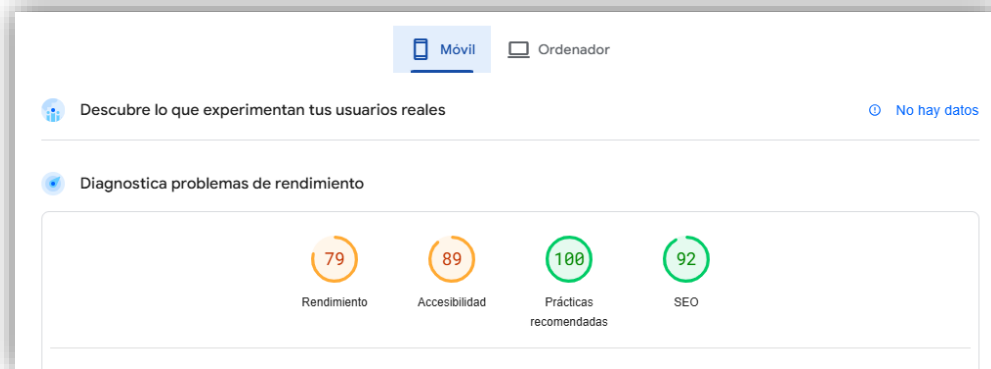 Móvil
Ordenador
Descubre lo que experimentan tus usuarios reales
No hay datos
Diagnostica problemas de rendimiento
79
89
100
92
Rendimiento
Accesibilidad
Prácticas
recomendadas
SEO